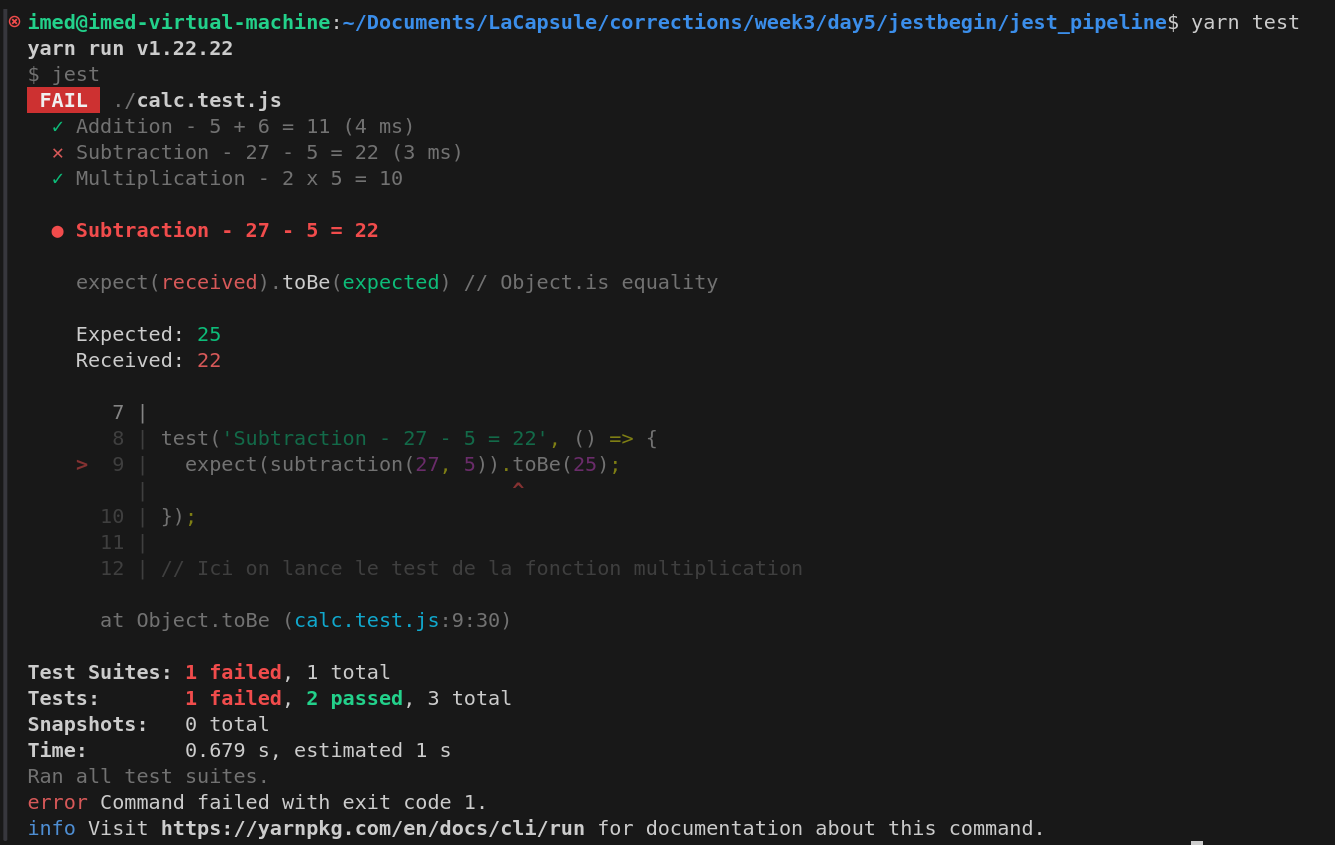 imed@imed-virtual-machine:~/Documents/LaCapsule/corrections/week3/day5/jestbegin/jest_pipeline$ yarn test
yarn run v1.22.22
$ jest
FAIL ./calc.test.js
✓ Addition - 5 + 6 = 11 (4 ms)
✕ Subtraction - 27 - 5 = 22 (3 ms)
✓ Multiplication - 2 x 5 = 10
● Subtraction - 27 - 5 = 22
expect(received).toBe(expected) // Object.is equality
Expected: 25
Received: 22
7 |
8 | test('Subtraction - 27 - 5 = 22', () => {
> 9 |   expect(subtraction(27, 5)).toBe(25);
|                              ^
10 | });
11 |
12 | // Ici on lance le test de la fonction multiplication
at Object.toBe (calc.test.js:9:30)
Test Suites: 1 failed, 1 total
Tests:       1 failed, 2 passed, 3 total
Snapshots:   0 total
Time:        0.679 s, estimated 1 s
Ran all test suites.
error Command failed with exit code 1.
info Visit https://yarnpkg.com/en/docs/cli/run for documentation about this command.